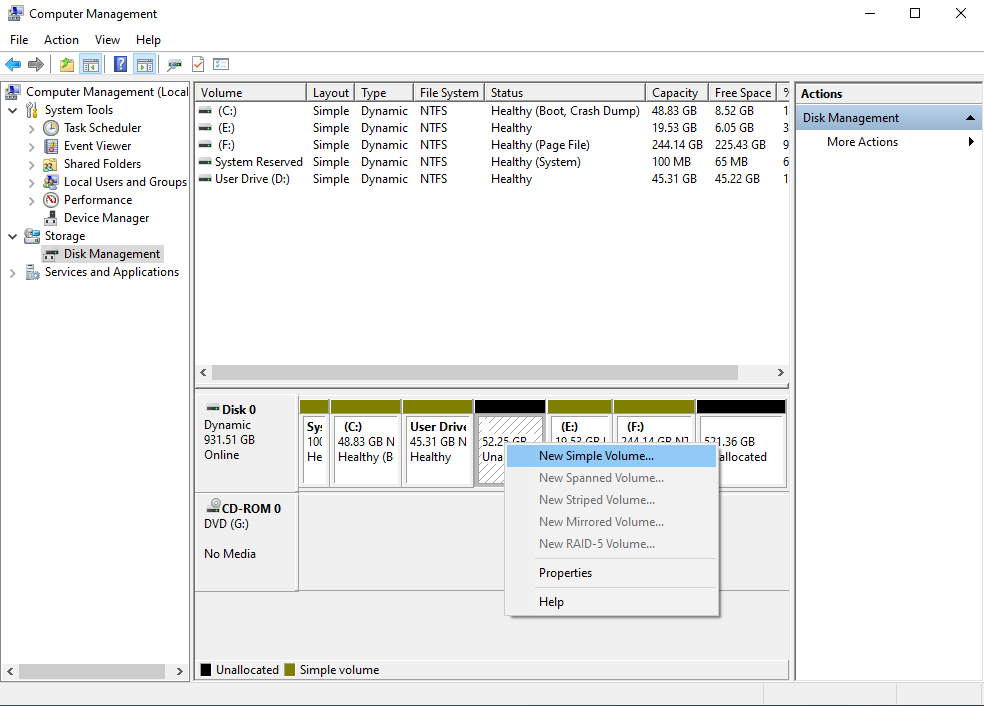 Computer Management
File Action View Help
Computer Management (Local
System Tools
Task Scheduler
Event Viewer
Shared Folders
Local Users and Groups
Performance
Device Manager
Storage
Disk Management
Services and Applications
Volume Layout Type File System Status Capacity Free Space %
(C:) Simple Dynamic NTFS Healthy (Boot, Crash Dump) 48.83 GB 8.52 GB 1
(E:) Simple Dynamic NTFS Healthy 19.53 GB 6.05 GB 3
(F:) Simple Dynamic NTFS Healthy (Page File) 244.14 GB 225.43 GB 9
System Reserved Simple Dynamic NTFS Healthy (System) 100 MB 65 MB 6
User Drive (D:) Simple Dynamic NTFS Healthy 45.31 GB 45.22 GB 1
Actions
Disk Management
More Actions
Disk 0
Dynamic
931.51 GB
Online
Sys
100
He
(C:)
48.83 GB N
Healthy (B
User Drive
45.31 GB N
Healthy
52.25 GB
Una
(E:)
19.53 GB
(F:)
244.14 GB NT
521.36 GB
allocated
New Simple Volume...
New Spanned Volume...
New Striped Volume...
New Mirrored Volume...
New RAID-5 Volume...
Properties
Help
CD-ROM 0
DVD (G:)
No Media
Unallocated Simple volume